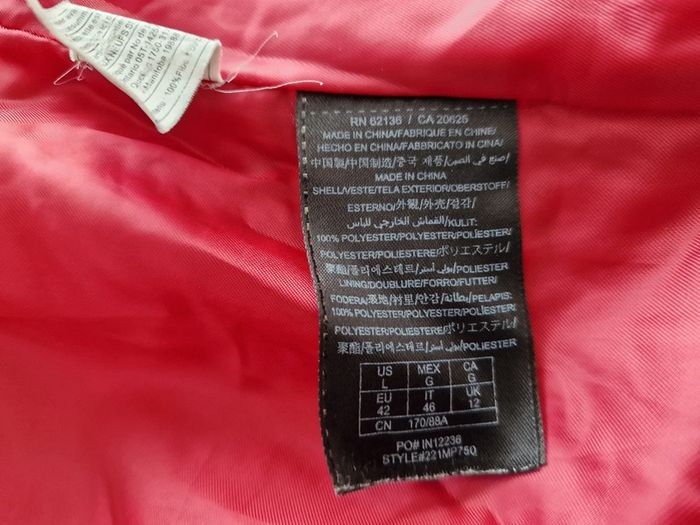 RN 62136 / CA 20625
MADE IN CHINA/FABRIQUE EN CHINE/
HECHO EN CHINA/FABBRICATO IN CINA/
中国製/中国制造/중국 제품/صنع في الصين/
MADE IN CHINA
SHELL/VESTE/TELA EXTERIOR/OBERSTOFF/
ESTERNO/外観/外壳/겉감/
القماش الخارجي للباس/KULIT:
100% POLYESTER/POLYESTER/POLIESTER
POLYESTER/POLIESTERE/ポリエステル/
聚酯/폴리에스테르/بولي استر/POLIESTER
LINING/DOUBLURE/FORRO/FUTTER/
FODERA/裏地/衬里/안감/بطانة/PELAPIS:
100% POLYESTER/POLYESTER/POLIESTER
POLYESTER/POLIESTERE/ポリエステル/
聚酯/폴리에스테르/بولي استر/POLIESTER
US MEX CA
L G G
EU IT UK
42 46 12
CN 170/88A
PO# IN12236
STYLE#221MP750